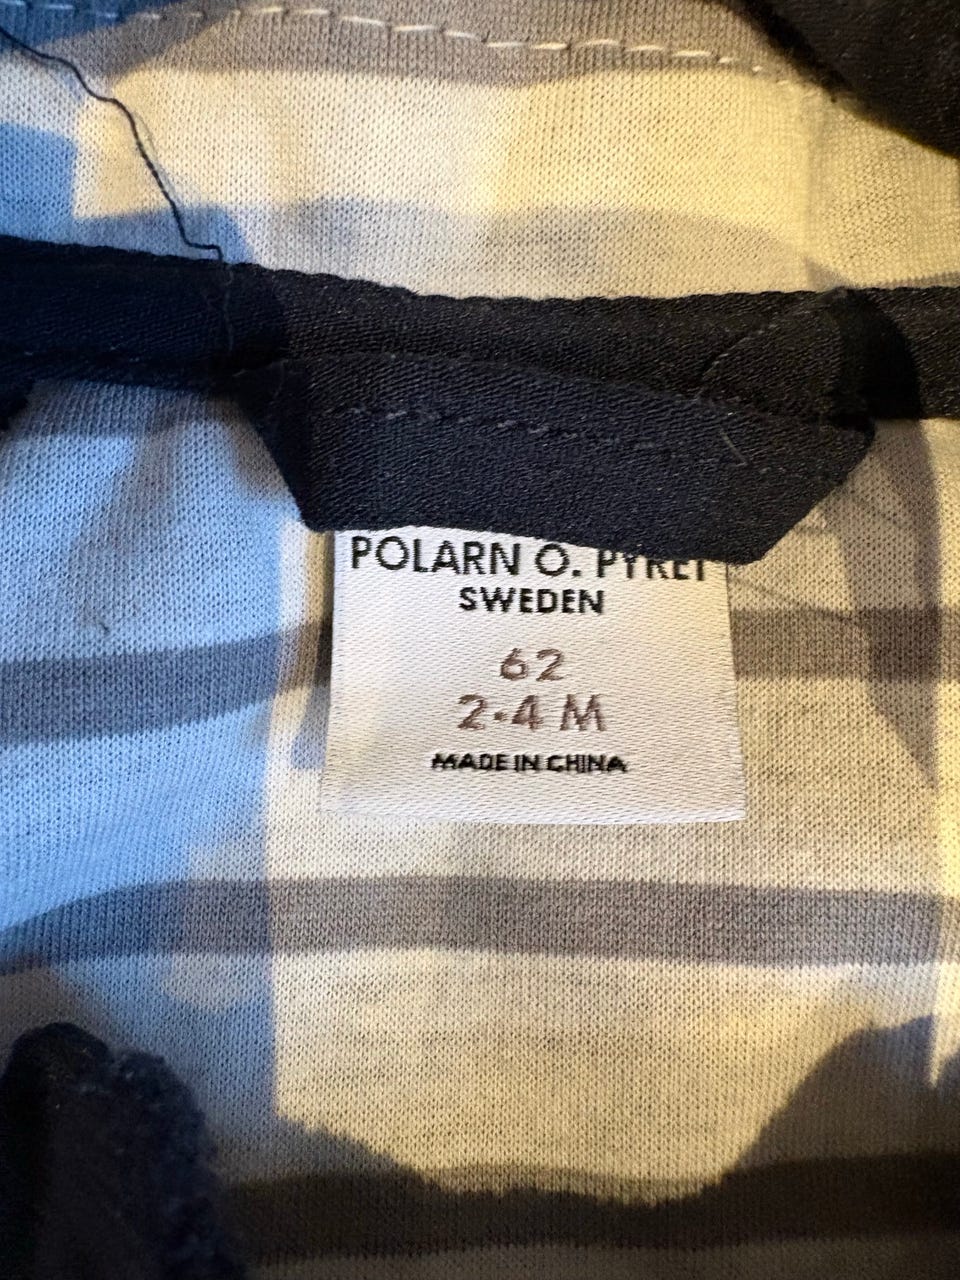 POLARN O. PYRET
SWEDEN
62
2-4 M
MADE IN CHINA